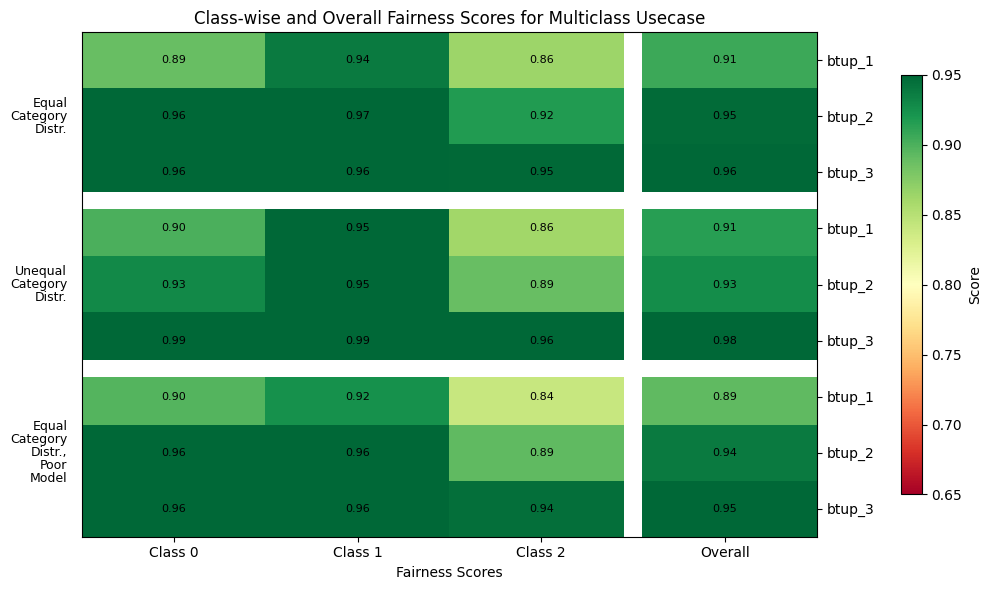 Class-wise and Overall Fairness Scores for Multiclass Usecase
0.89 0.94 0.86 0.91 btup_1
Equal
Category
Distr.
0.96 0.97 0.92 0.95 btup_2
0.96 0.96 0.95 0.96 btup_3
0.90 0.95 0.86 0.91 btup_1
Unequal
Category
Distr.
0.93 0.95 0.89 0.93 btup_2
0.99 0.99 0.96 0.98 btup_3
0.90 0.92 0.84 0.89 btup_1
Equal
Category
Distr.,
Poor
Model
0.96 0.96 0.89 0.94 btup_2
0.96 0.96 0.94 0.95 btup_3
Class 0 Class 1 Class 2 Overall
Fairness Scores
0.95
0.90
0.85
0.80
0.75
0.70
0.65
Score